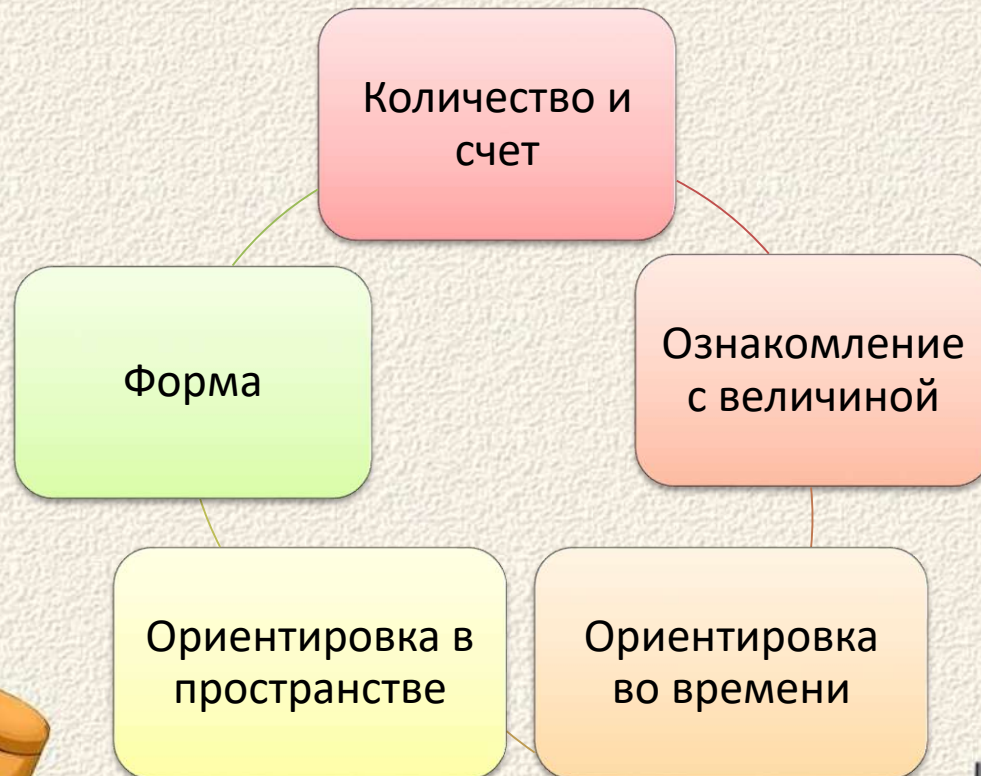 Количество и
счет
Форма
Ознакомление
с величиной
Ориентировка в
пространстве
Ориентировка
во времени